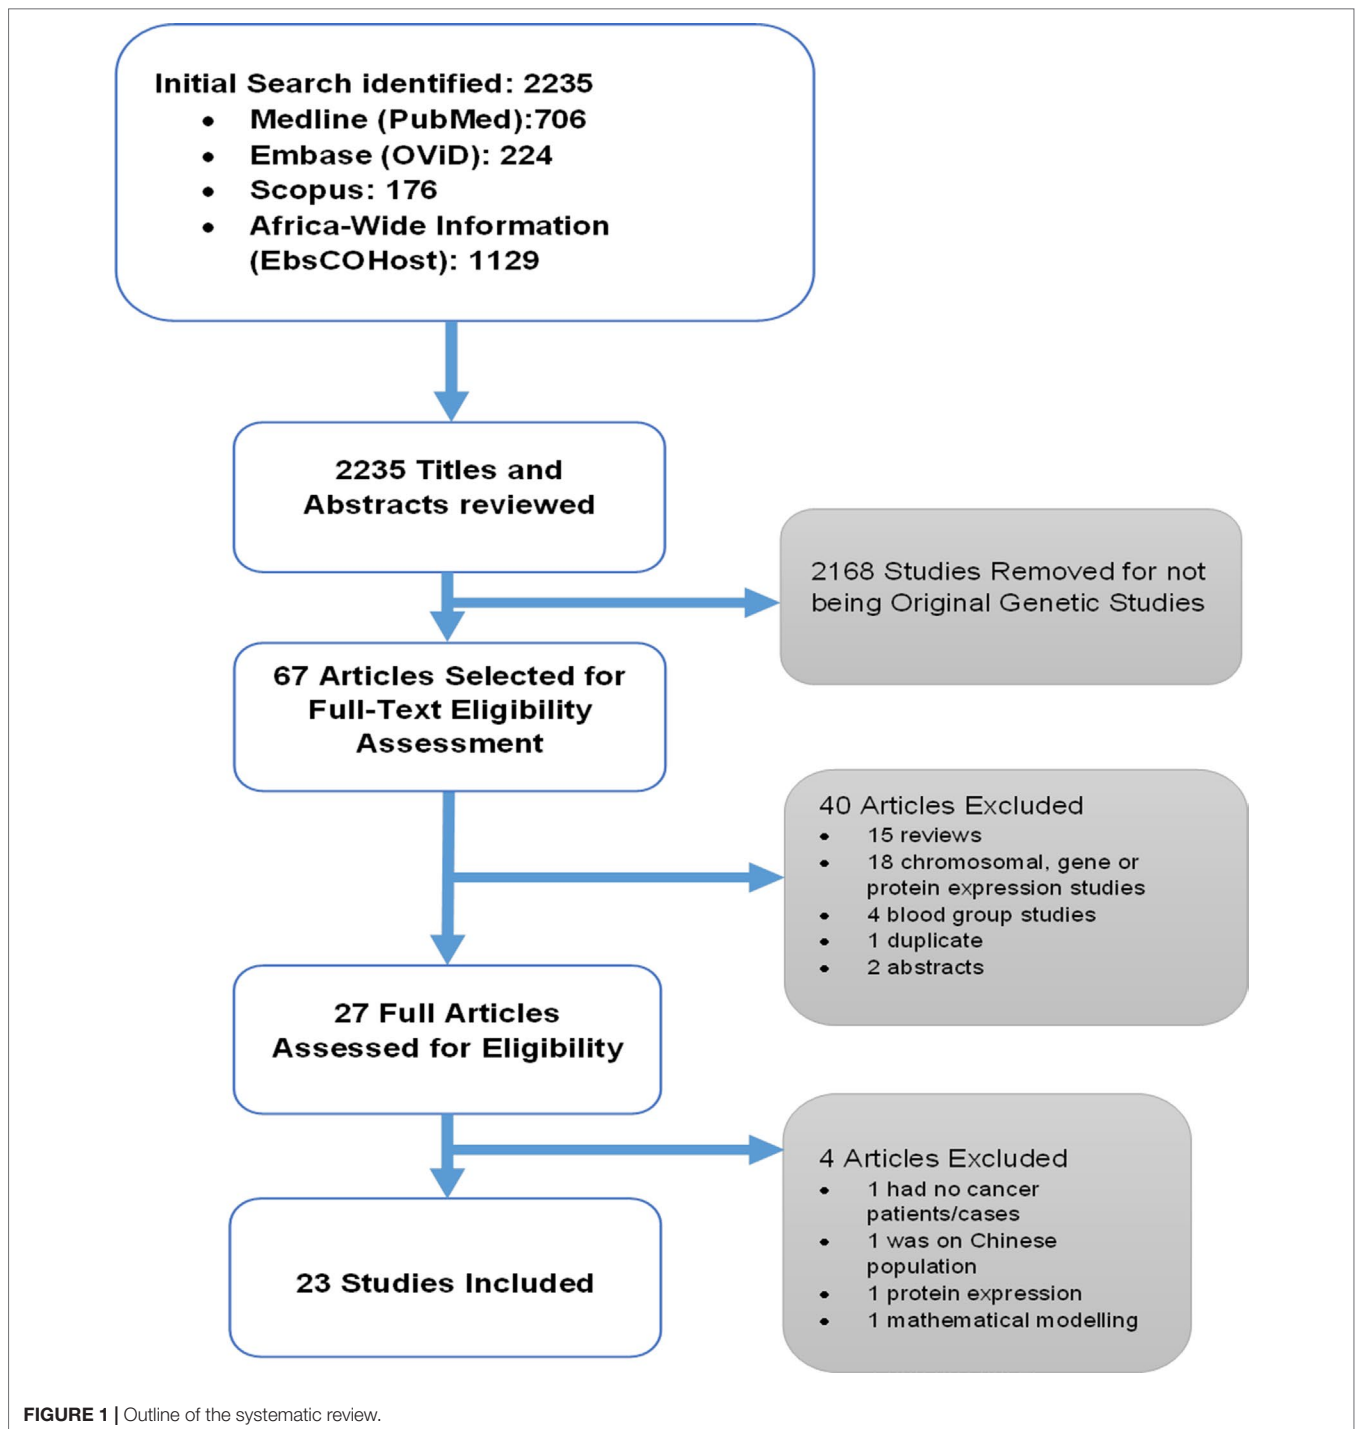 Initial Search identified: 2235
• Medline (PubMed):706
• Embase (OViD): 224
• Scopus: 176
• Africa-Wide Information
(EbsCOHost): 1129
2235 Titles and
Abstracts reviewed
2168 Studies Removed for not
being Original Genetic Studies
67 Articles Selected for
Full-Text Eligibility
Assessment
40 Articles Excluded
• 15 reviews
• 18 chromosomal, gene or
protein expression studies
• 4 blood group studies
• 1 duplicate
• 2 abstracts
27 Full Articles
Assessed for Eligibility
4 Articles Excluded
• 1 had no cancer
patients/cases
• 1 was on Chinese
population
• 1 protein expression
• 1 mathematical modelling
23 Studies Included
FIGURE 1 | Outline of the systematic review.